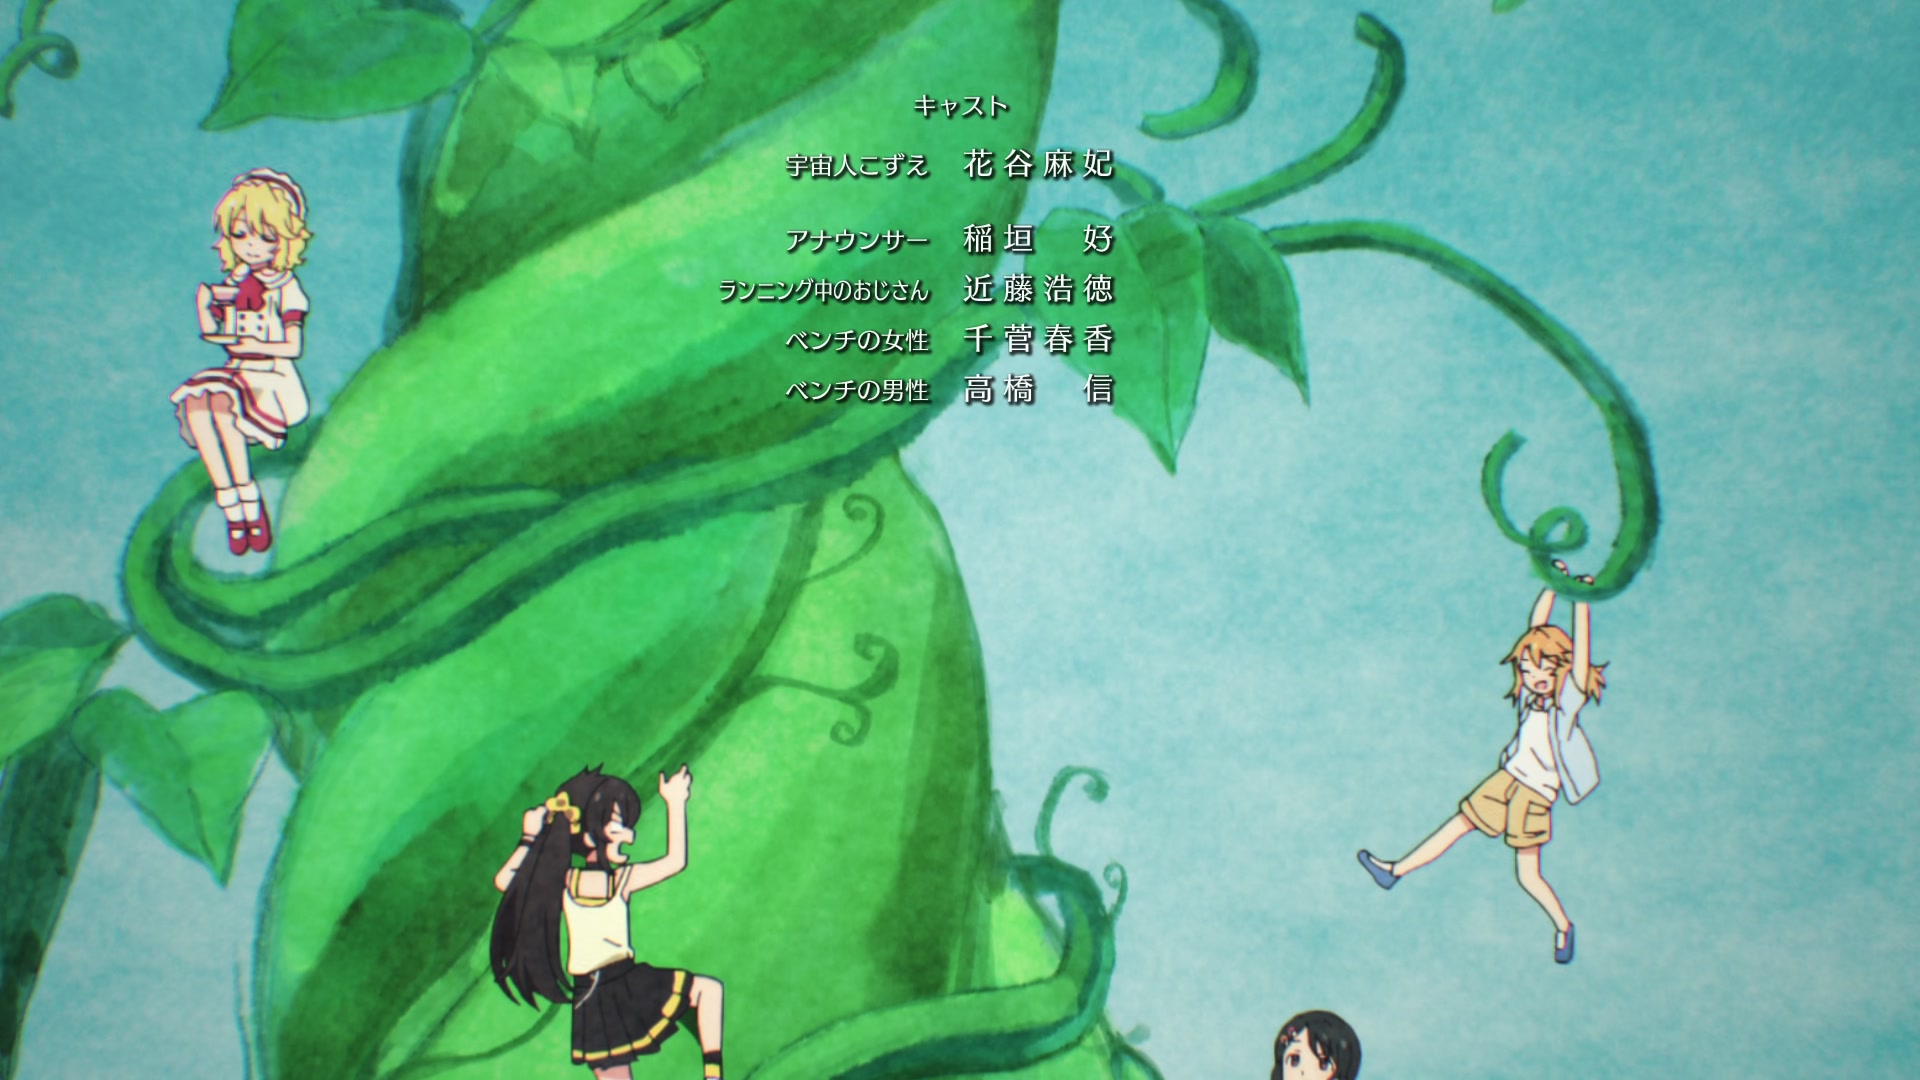 キャスト
宇宙人こずえ 花谷麻妃
アナウンサー 稲垣 好
ランニング中のおじさん 近藤浩徳
ベンチの女性 千菅春香
ベンチの男性 高橋 信